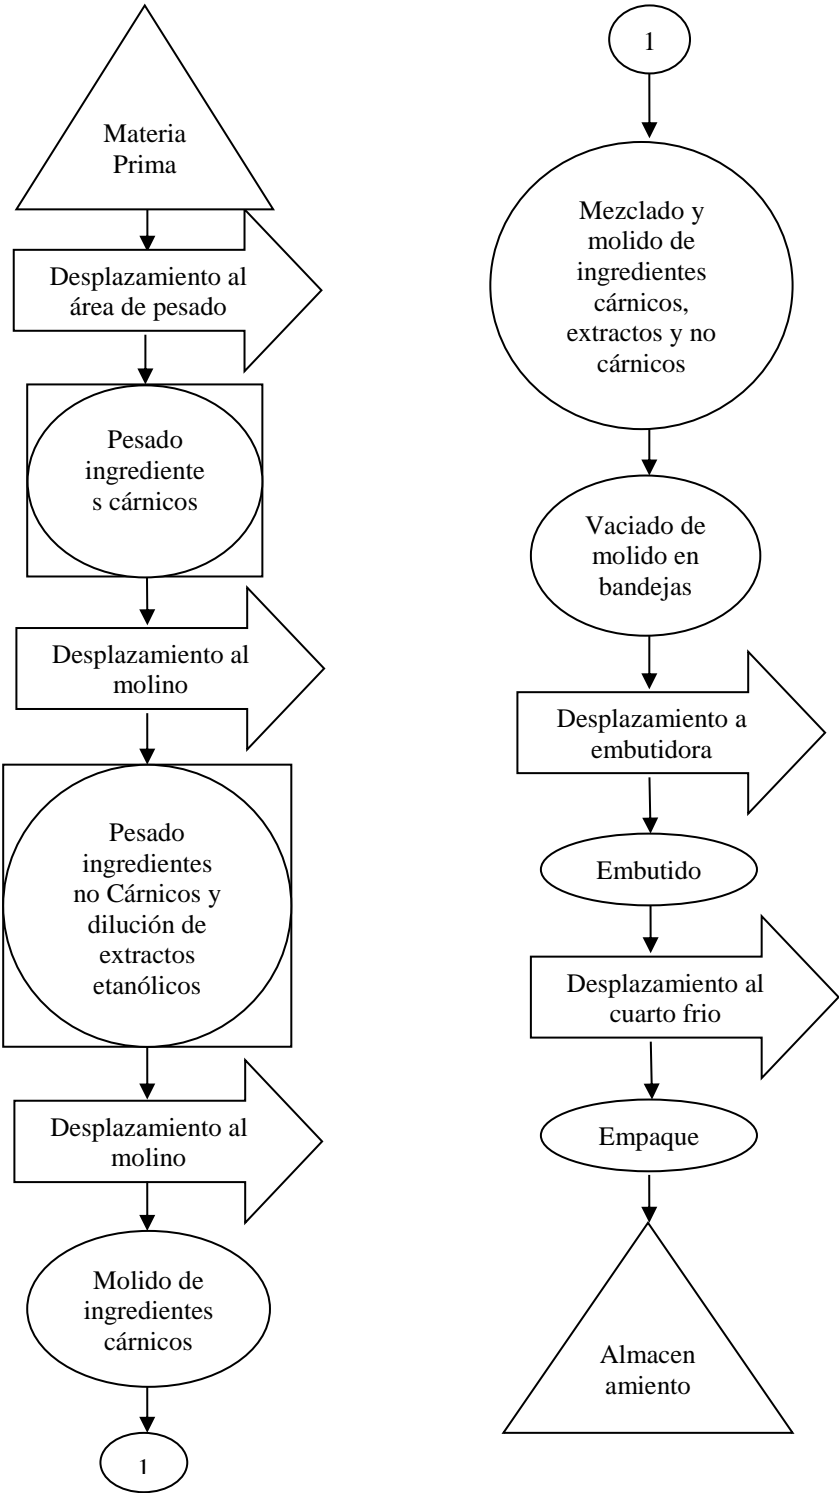 Materia
Prima
Desplazamiento al
área de pesado
Pesado
ingrediente
s cárnicos
Desplazamiento al
molino
Pesado
ingredientes
no Cárnicos y
dilución de
extractos
etanólicos
Desplazamiento al
molino
Molido de
ingredientes
cárnicos
1
1
Mezclado y
molido de
ingredientes
cárnicos,
extractos y no
cárnicos
Vaciado de
molido en
bandejas
Desplazamiento a
embutidora
Embutido
Desplazamiento al
cuarto frio
Empaque
Almacen
amiento